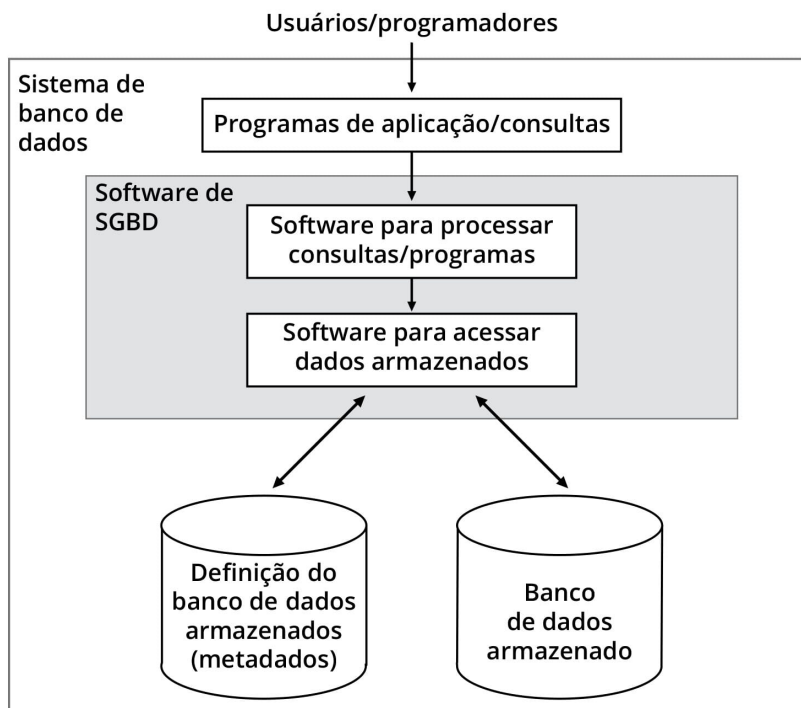 Usuários/programadores
Sistema de
banco de
dados
Programas de aplicação/consultas
Software de
SGBD
Software para processar
consultas/programas
Software para acessar
dados armazenados
Definição do
banco de dados
armazenados
(metadados)
Banco
de dados
armazenado